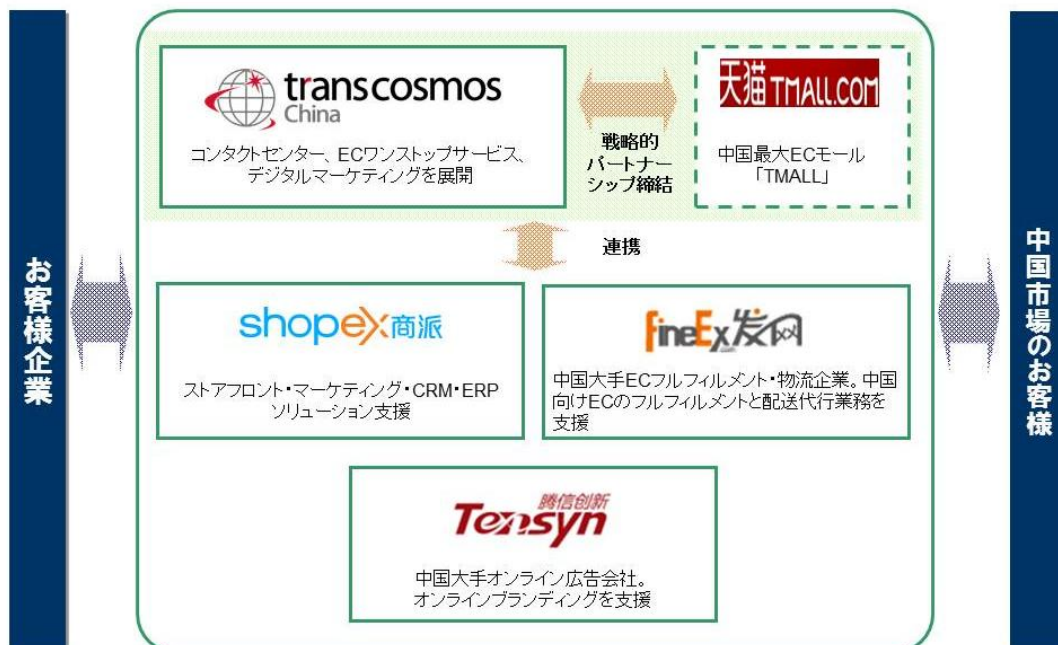 お客様企業
transcosmos
China
コンタクトセンター、ECワンストップサービス、
デジタルマーケティングを展開
戦略的
パートナー
シップ締結
天猫 TMALL.COM
中国最大ECモール
「TMALL」
連携
shopex商派
ストアフロント・マーケティング・CRM・ERP
ソリューション支援
FineEx发网
中国大手ECフルフィルメント・物流企業。中国
向けECのフルフィルメントと配送代行業務を
支援
腾信创新
Tensyn
中国大手オンライン広告会社。
オンラインブランディングを支援
中国市場のお客様